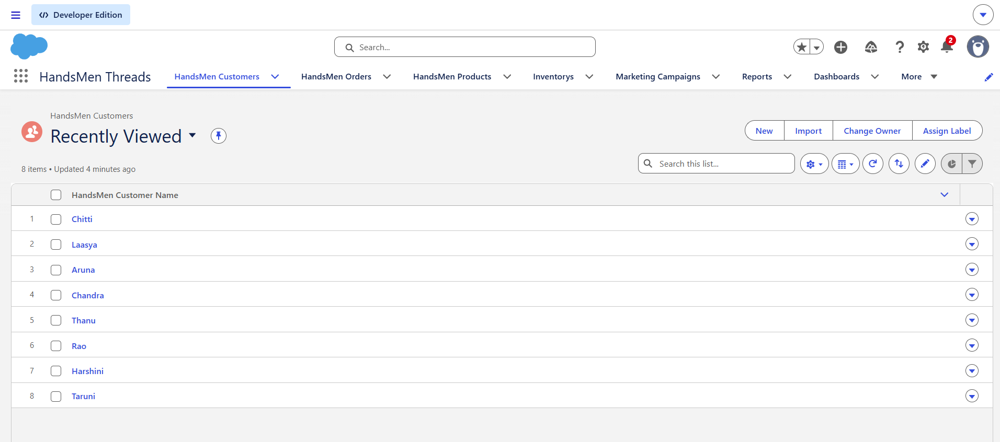 Developer Edition
Search...
2
HandsMen Threads
HandsMen Customers
HandsMen Orders
HandsMen Products
Inventorys
Marketing Campaigns
Reports
Dashboards
More
HandsMen Customers
Recently Viewed
New
Import
Change Owner
Assign Label
8 items • Updated 4 minutes ago
Search this list...
HandsMen Customer Name
1 Chitti
2 Laasya
3 Aruna
4 Chandra
5 Thanu
6 Rao
7 Harshini
8 Taruni